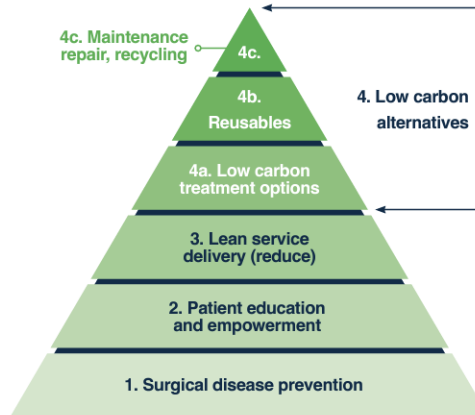 4c. Maintenance
repair, recycling
4c.
4b.
Reusables
4. Low carbon
alternatives
4a. Low carbon
treatment options
3. Lean service
delivery (reduce)
2. Patient education
and empowerment
1. Surgical disease prevention